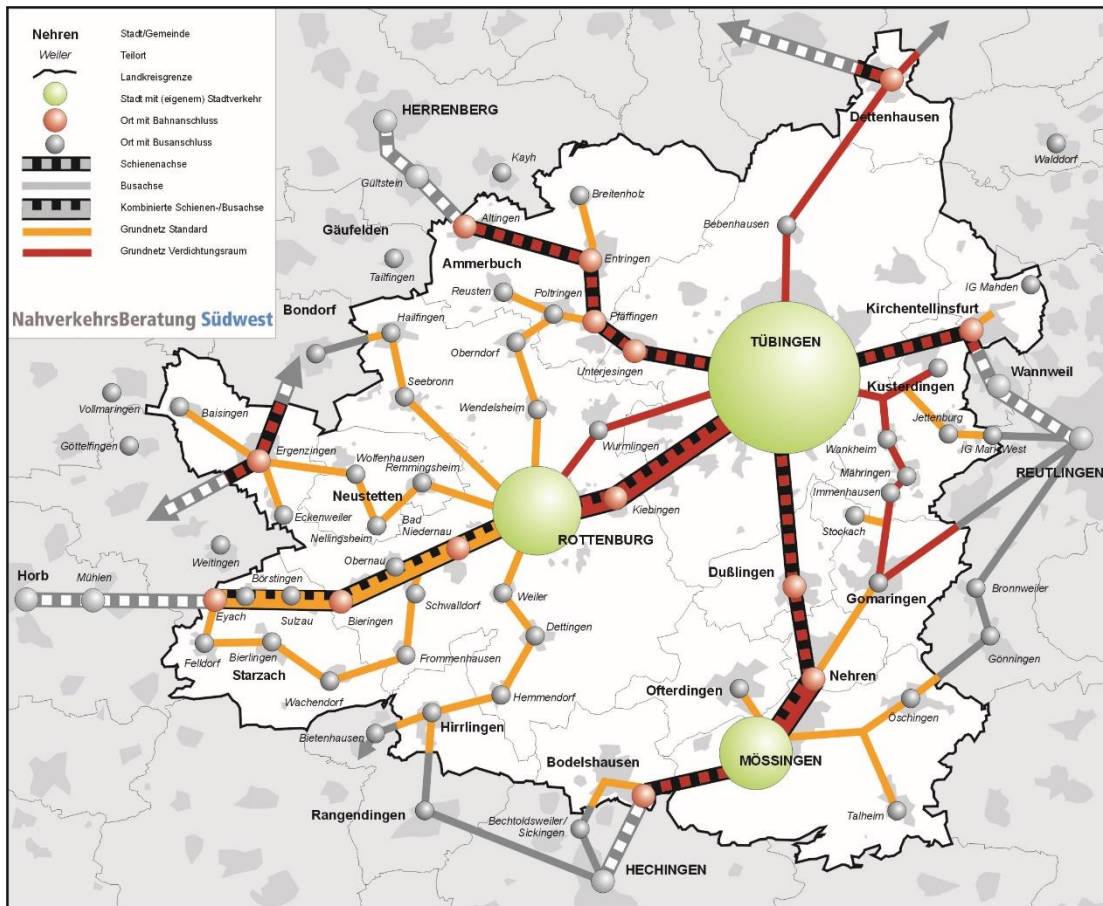 Nehren Stadt/Gemeinde
Weiler Teilort
Landkreisgrenze
Stadt mit (eigenem) Stadtverkehr
Ort mit Bahnanschluss
Ort mit Busanschluss
Schienenachse
Busachse
Kombinierte Schienen-/Busachse
Grundnetz Standard
Grundnetz Verdichtungsraum
NahverkehrsBeratung Südwest
HERRENBERG
Kayh
Gültstein
Dettenhausen
Walddorf
Breitenholz
Altingen
Bebenhausen
Gäufelden
Tailfingen
Ammerbuch
Entringen
Reusten
Poltringen
IG Mahden
Kirchentellinsfurt
Bondorf
Hailfingen
Pfäffingen
Oberndorf
Unterjesingen
TÜBINGEN
Wannweil
Kusterdingen
Seebronn
Vollmaringen
Baisingen
Wendelsheim
Jettenburg
Göttelfingen
Wurmlingen
Wankheim
IG Mark West
REUTLINGEN
Ergenzingen
Wolfenhausen
Remmingsheim
Mähringen
Neustetten
Kiebingen
Immenhausen
Eckenweiler
Nellingsheim
Bad
Niedernau
Stockach
ROTTENBURG
Weitingen
Obernau
Horb
Mühlen
Börstingen
Dußlingen
Gomaringen
Bronnweiler
Eyach
Sulzau
Bieringen
Schwalldorf
Weiler
Dettingen
Felldorf
Bierlingen
Starzach
Frommenhausen
Gönningen
Wachendorf
Hemmendorf
Ofterdingen
Nehren
Öschingen
Bietenhausen
Hirrlingen
Bodelshausen
MÖSSINGEN
Rangendingen
Bechtoldsweiler/
Sickingen
Talheim
HECHINGEN